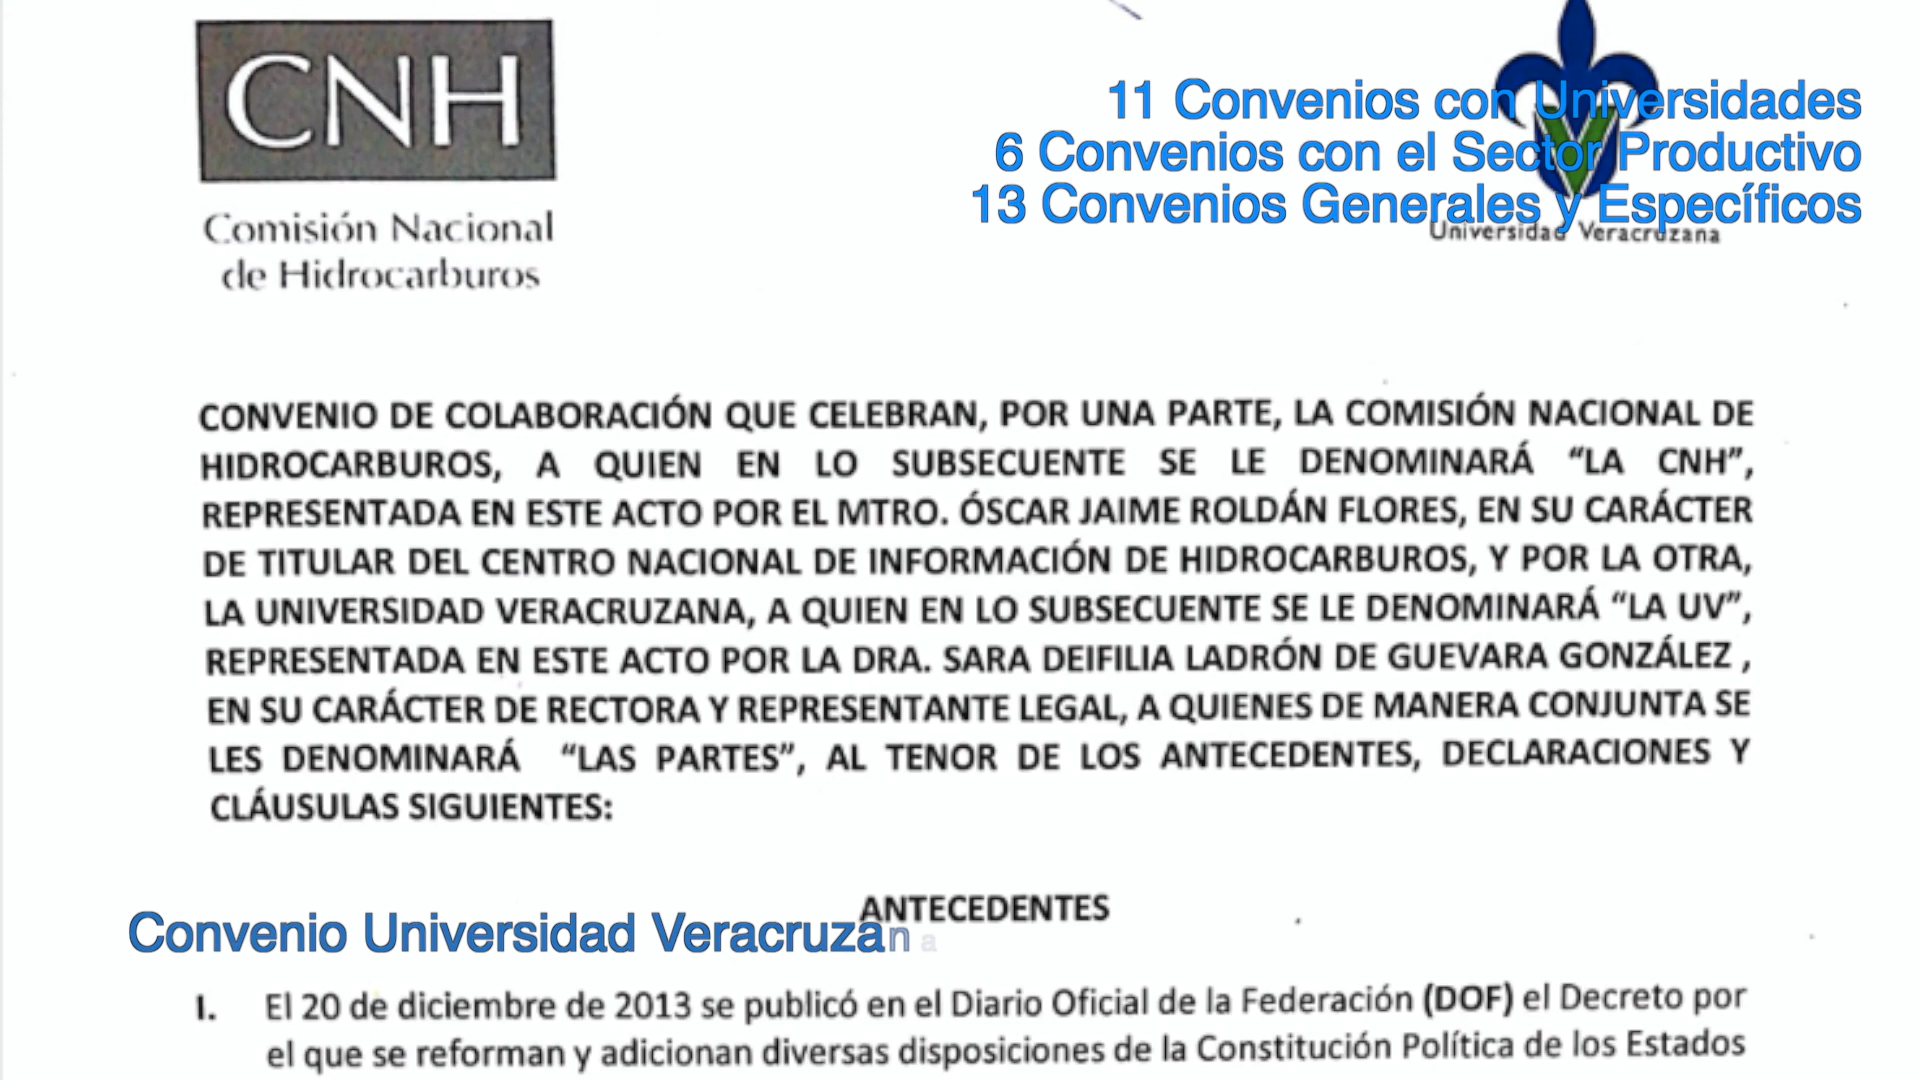 CNH
Comisión Nacional
de Hidrocarburos
11 Convenios con Universidades
6 Convenios con el Sector Productivo
13 Convenios Generales y Específicos
Universidad Veracruzana
CONVENIO DE COLABORACIÓN QUE CELEBRAN, POR UNA PARTE, LA COMISIÓN NACIONAL DE
HIDROCARBUROS, A QUIEN EN LO SUBSECUENTE SE LE DENOMINARÁ “LA CNH”,
REPRESENTADA EN ESTE ACTO POR EL MTRO. ÓSCAR JAIME ROLDÁN FLORES, EN SU CARÁCTER
DE TITULAR DEL CENTRO NACIONAL DE INFORMACIÓN DE HIDROCARBUROS, Y POR LA OTRA,
LA UNIVERSIDAD VERACRUZANA, A QUIEN EN LO SUBSECUENTE SE LE DENOMINARÁ “LA UV”,
REPRESENTADA EN ESTE ACTO POR LA DRA. SARA DEIFILIA LADRÓN DE GUEVARA GONZÁLEZ ,
EN SU CARÁCTER DE RECTORA Y REPRESENTANTE LEGAL, A QUIENES DE MANERA CONJUNTA SE
LES DENOMINARÁ “LAS PARTES”, AL TENOR DE LOS ANTECEDENTES, DECLARACIONES Y
CLÁUSULAS SIGUIENTES:
ANTECEDENTES
Convenio Universidad Veracruzana
I. El 20 de diciembre de 2013 se publicó en el Diario Oficial de la Federación (DOF) el Decreto por
el que se reforman y adicionan diversas disposiciones de la Constitución Política de los Estados